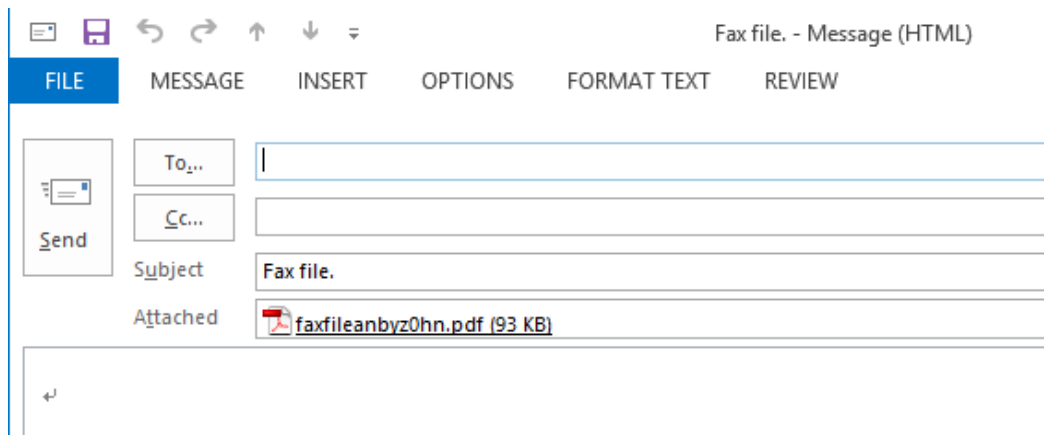 Fax file. - Message (HTML)
FILE MESSAGE INSERT OPTIONS FORMAT TEXT REVIEW
To...
Cc...
Send
Subject Fax file.
Attached faxfileanbyz0hn.pdf (93 KB)